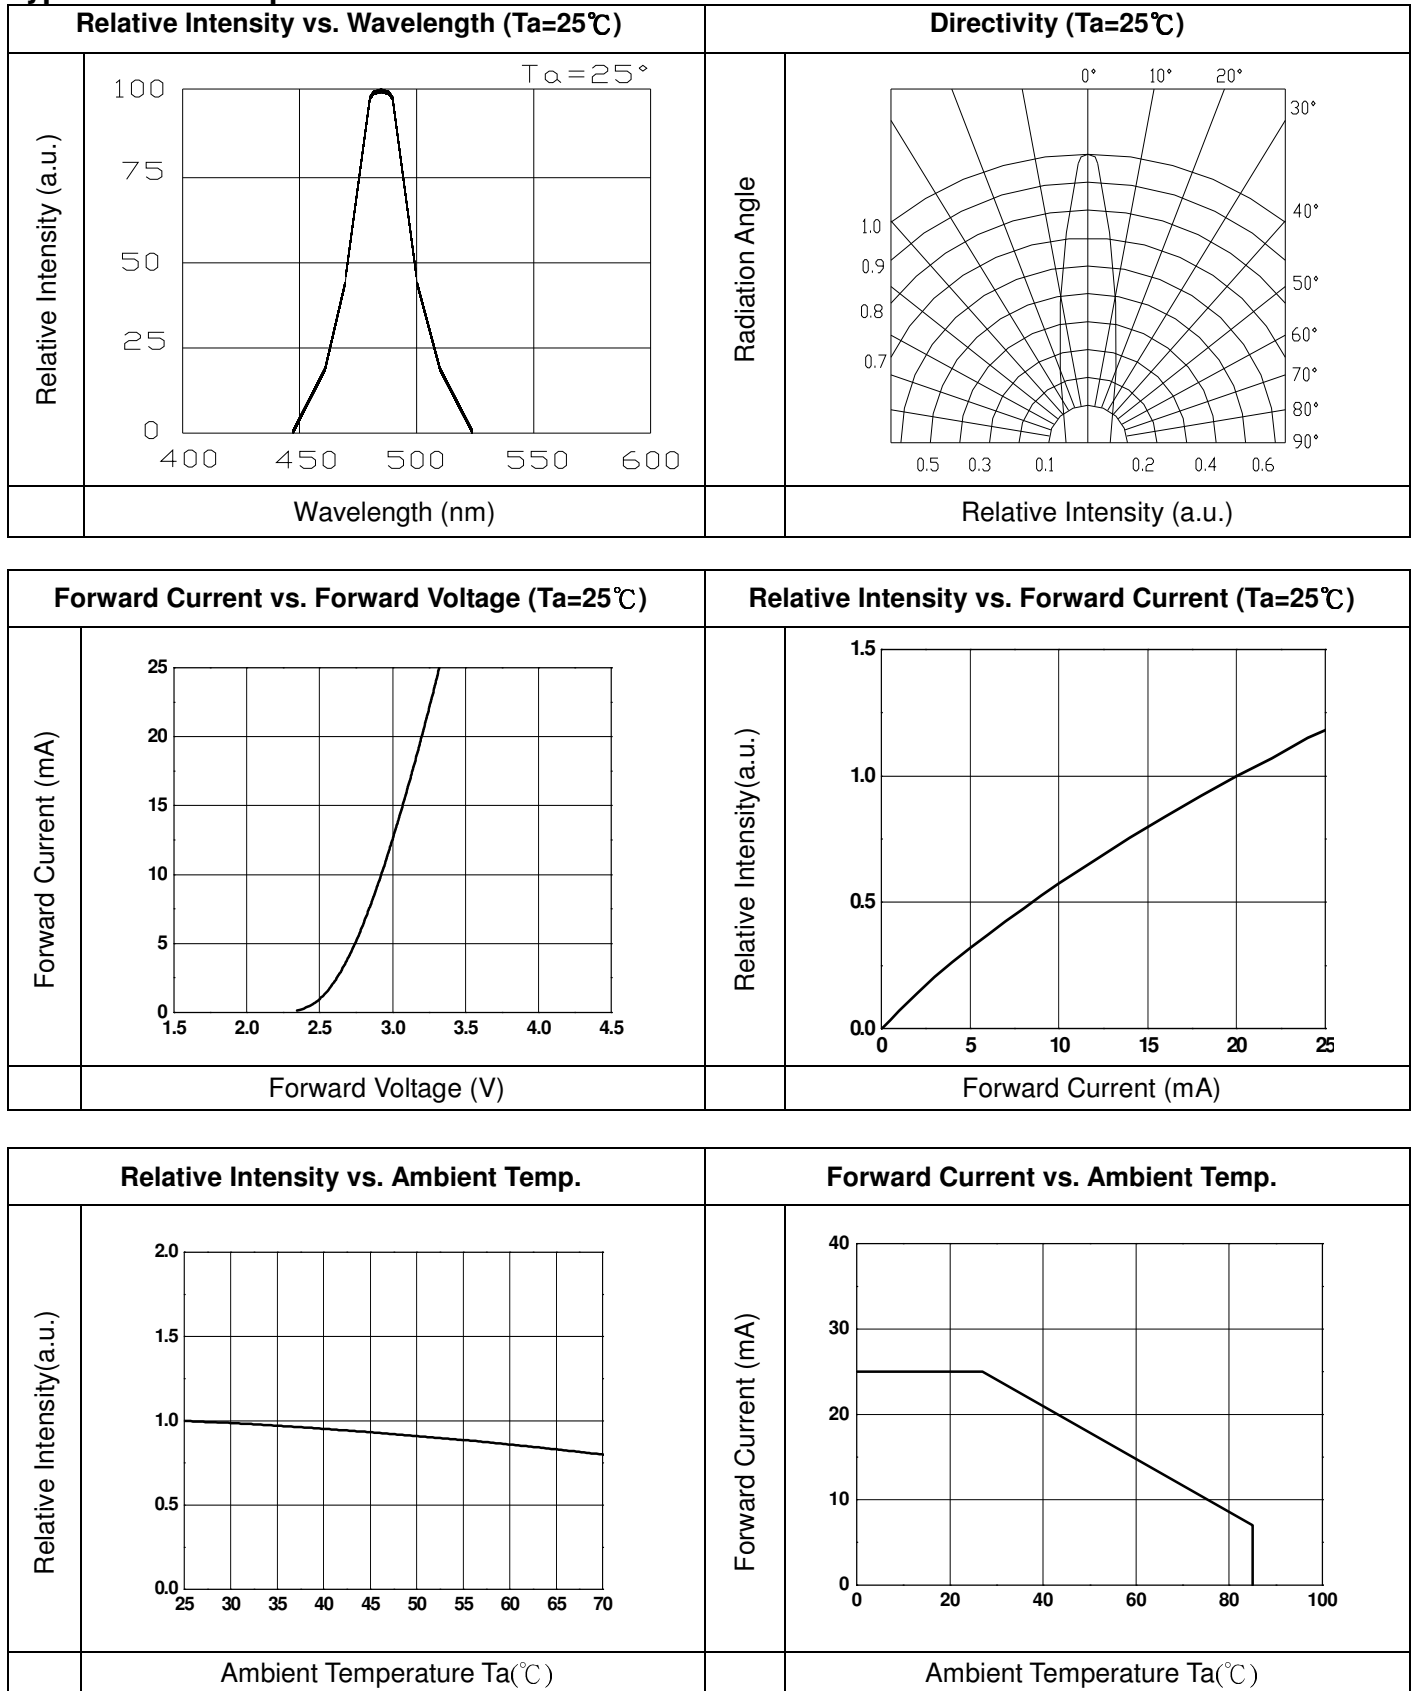 Relative Intensity vs. Wavelength (Ta=25℃)
Directivity (Ta=25℃)
Relative Intensity (a.u.)
Ta=25°
100
75
50
25
0
400 450 500 550 600
Wavelength (nm)
Radiation Angle
0° 10° 20°
30°
40°
50°
60°
70°
80°
90°
1.0
0.9
0.8
0.7
0.5 0.3 0.1 0.2 0.4 0.6
Relative Intensity (a.u.)
Forward Current vs. Forward Voltage (Ta=25℃)
Relative Intensity vs. Forward Current (Ta=25℃)
Forward Current (mA)
25
20
15
10
5
0
1.5 2.0 2.5 3.0 3.5 4.0 4.5
Forward Voltage (V)
Relative Intensity(a.u.)
1.5
1.0
0.5
0.0
0 5 10 15 20 25
Forward Current (mA)
Relative Intensity vs. Ambient Temp.
Forward Current vs. Ambient Temp.
Relative Intensity(a.u.)
2.0
1.5
1.0
0.5
0.0
25 30 35 40 45 50 55 60 65 70
Ambient Temperature Ta(℃)
Forward Current (mA)
40
30
20
10
0
0 20 40 60 80 100
Ambient Temperature Ta(℃)